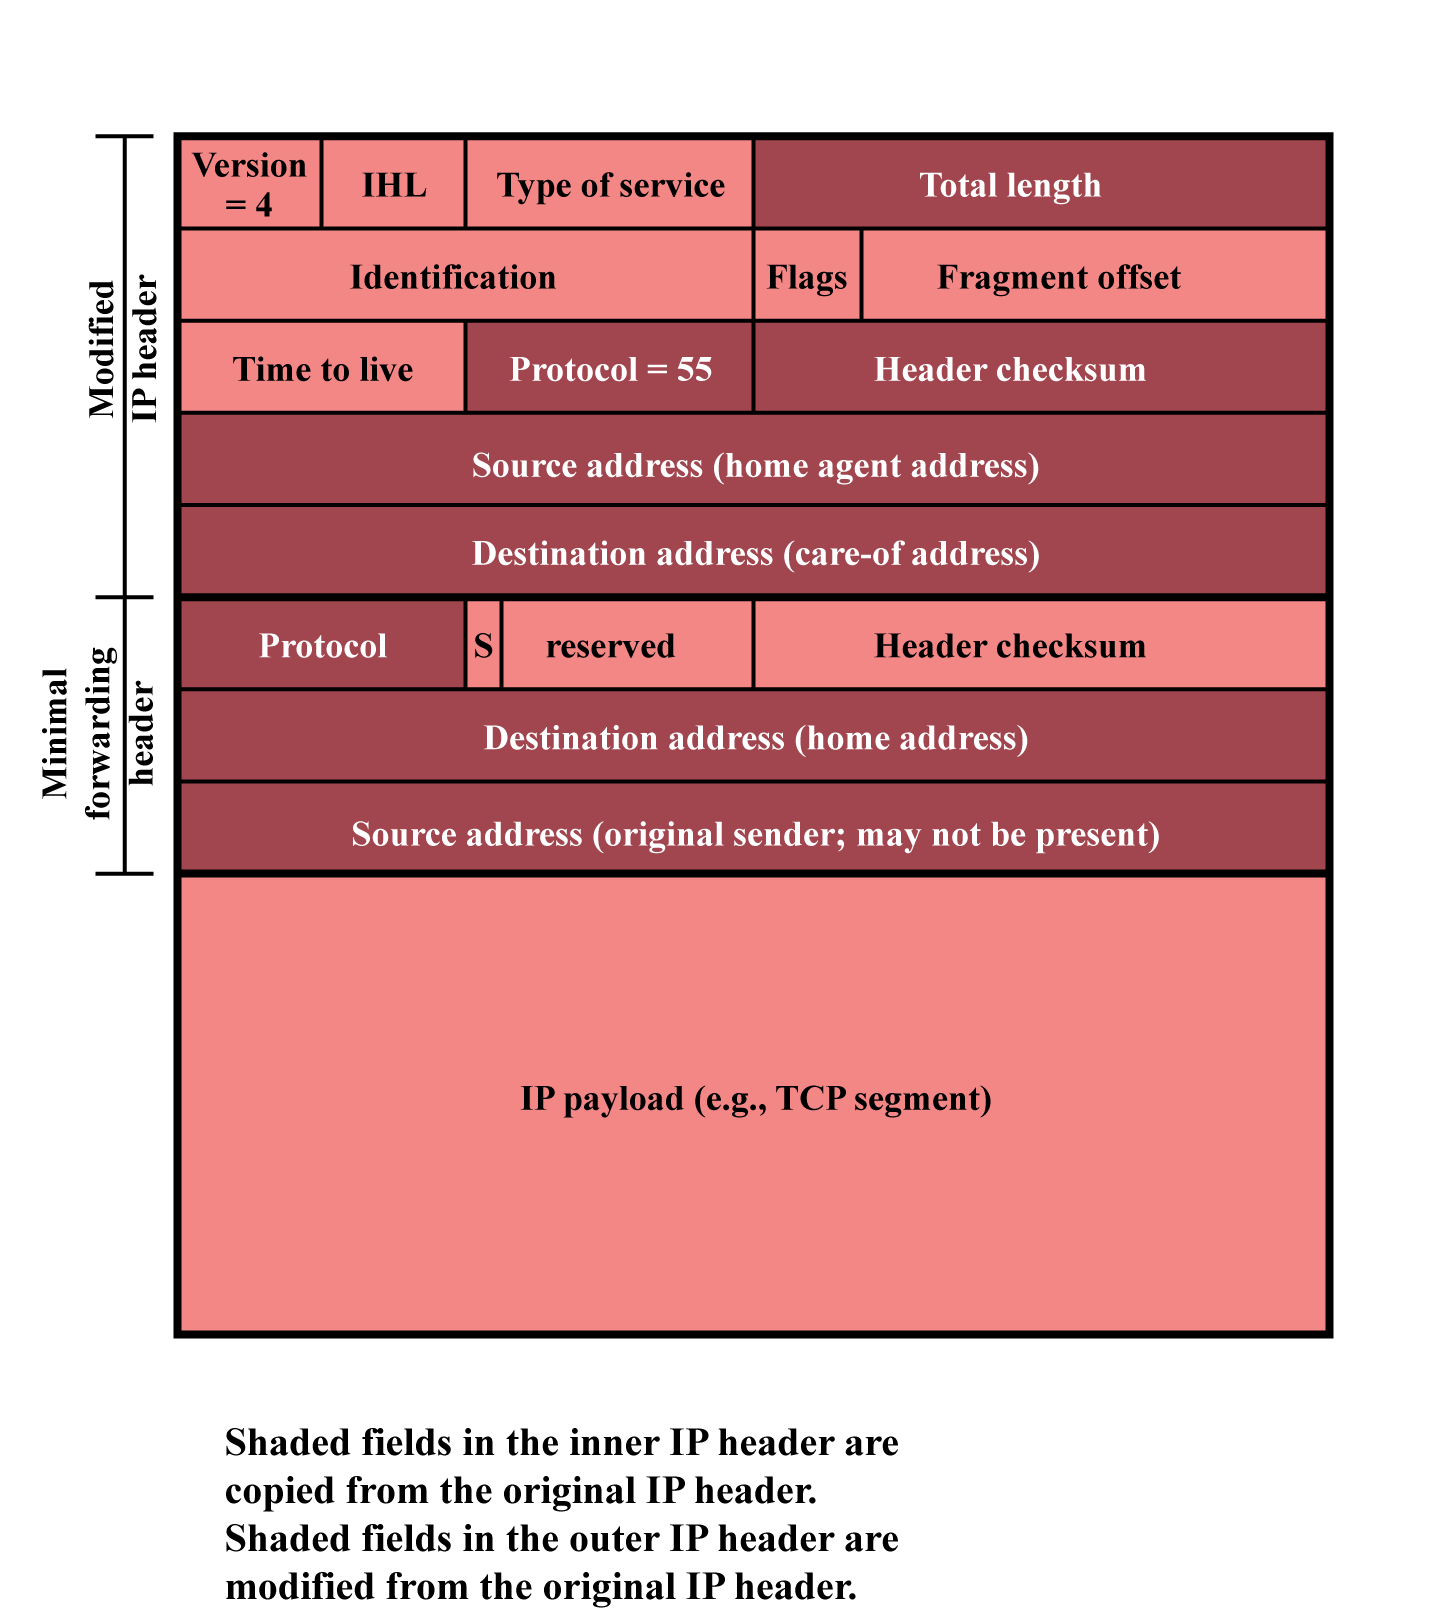 Version
= 4
IHL
Type of service
Total length
Identification
Flags
Fragment offset
Time to live
Protocol = 55
Header checksum
Source address (home agent address)
Destination address (care-of address)
Modified
IP header
Protocol
S
reserved
Header checksum
Destination address (home address)
Source address (original sender; may not be present)
Minimal
forwarding
header
IP payload (e.g., TCP segment)
Shaded fields in the inner IP header are
copied from the original IP header.
Shaded fields in the outer IP header are
modified from the original IP header.